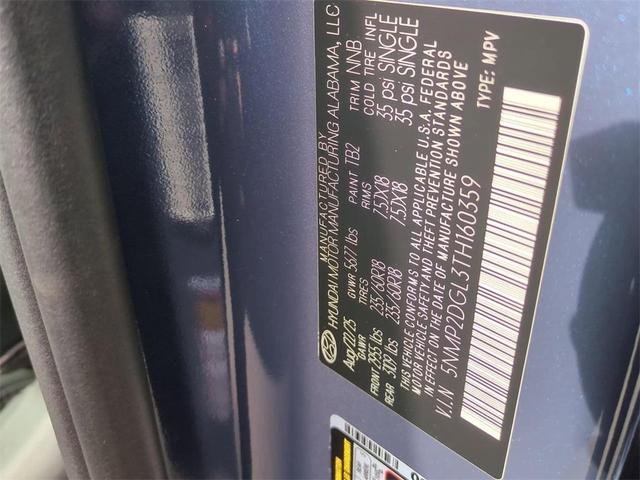 MANUFACTURED BY
HYUNDAI MOTOR MANUFACTURING ALABAMA, LLC
Aug/22/25 GVWR 5677 lbs PAINT TB2 TRIM NNB
GAWR TIRES RIMS COLD TIRE INFL
FRONT 2855 lbs 235/60R18 7.5JX18 35 psi SINGLE
REAR 3109 lbs 235/60R18 7.5JX18 35 psi SINGLE
THIS VEHICLE CONFORMS TO ALL APPLICABLE U.S.A. FEDERAL
MOTOR VEHICLE SAFETY AND THEFT PREVENTION STANDARDS
IN EFFECT ON THE DATE OF MANUFACTURE SHOWN ABOVE
V.I.N 5NMP2DGL3TH160359 TYPE: MPV